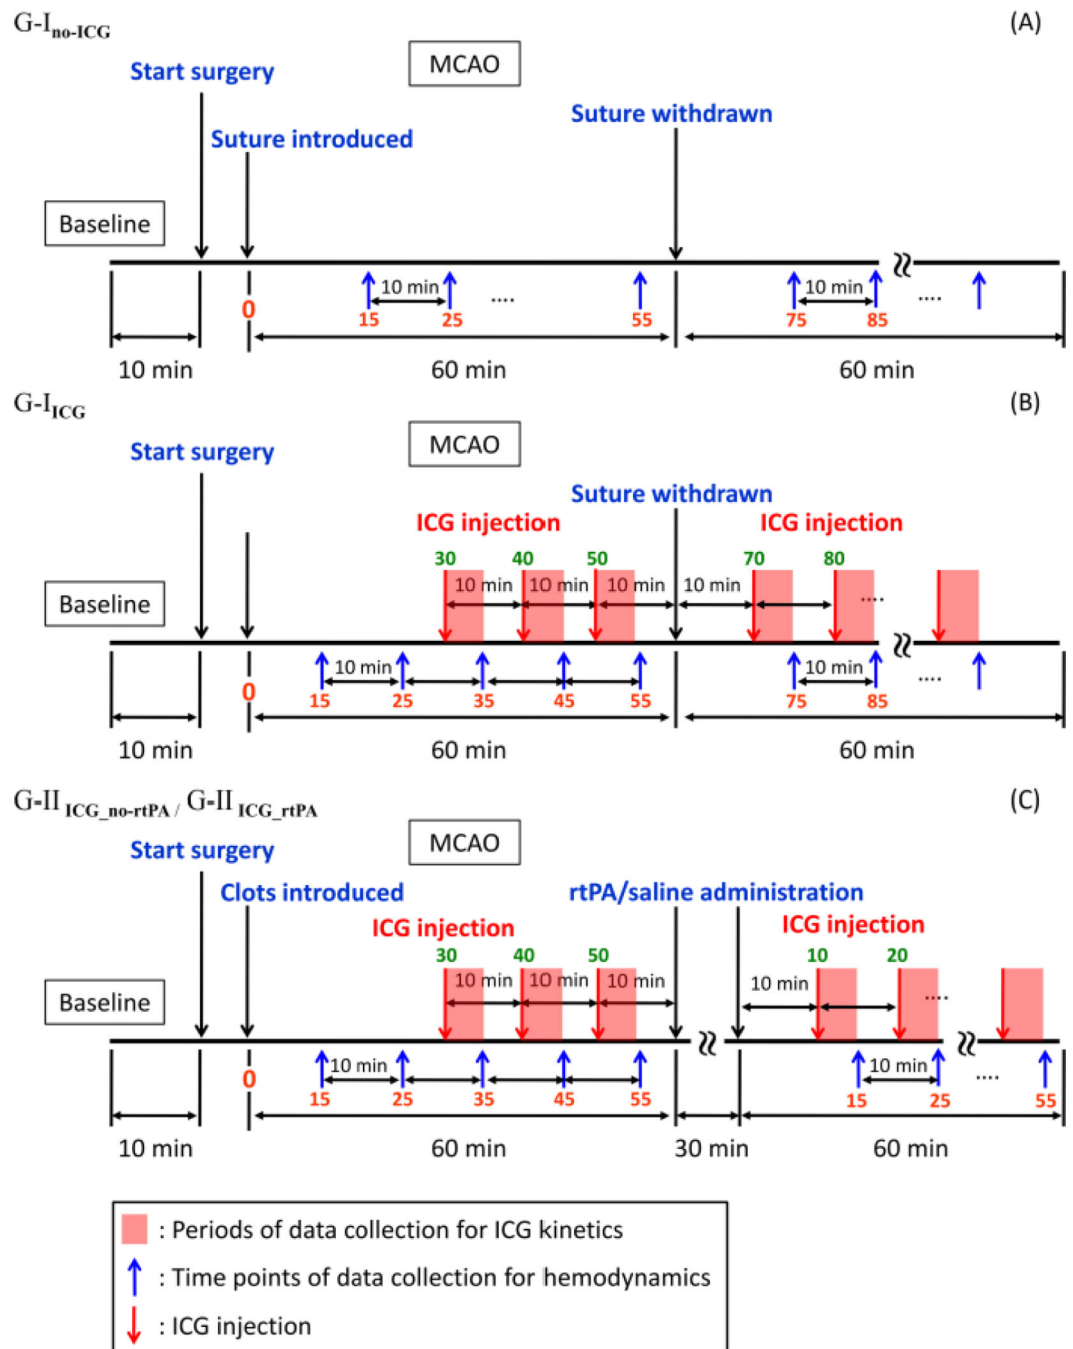 G-I no-ICG (A)
MCAO
Start surgery
Suture withdrawn
Suture introduced
Baseline
10 min .... 10 min ....
0 15 25 55 75 85
10 min 60 min 60 min
G-I ICG (B)
MCAO
Start surgery
Suture withdrawn
ICG injection ICG injection
30 40 50 70 80
10 min 10 min 10 min 10 min
Baseline ....
10 min 10 min ....
0 15 25 35 45 55 75 85
10 min 60 min 60 min
G-II ICG_no-rtPA / G-II ICG_rtPA (C)
MCAO
Start surgery
Clots introduced rtPA/saline administration
ICG injection ICG injection
30 40 50 10 20
10 min 10 min 10 min 10 min
Baseline ....
10 min 10 min ....
0 15 25 35 45 55 15 25 55
10 min 60 min 30 min 60 min
: Periods of data collection for ICG kinetics
: Time points of data collection for hemodynamics
: ICG injection